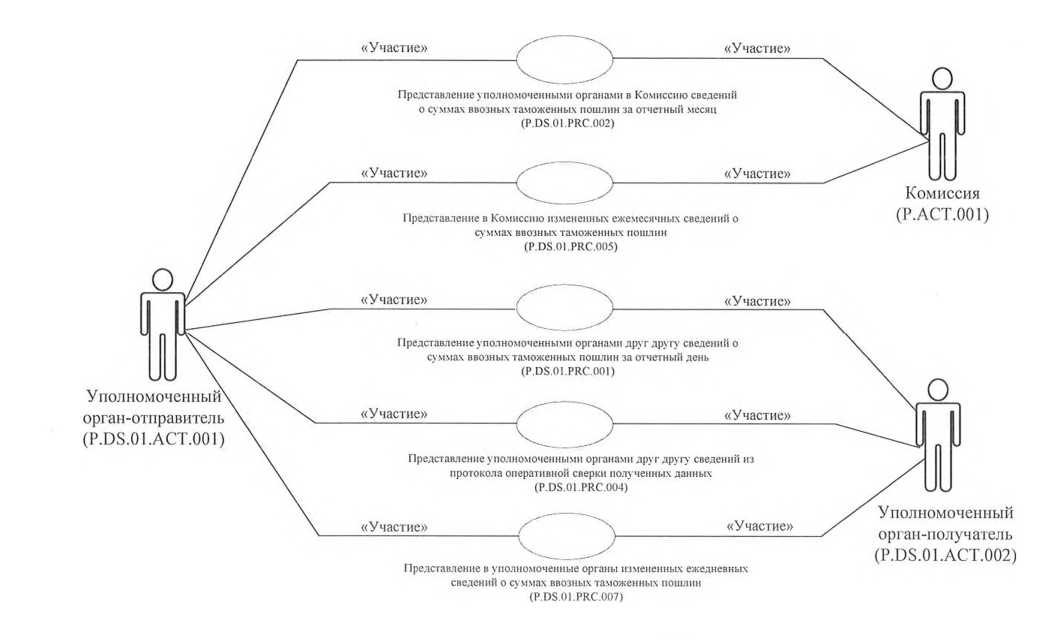 «Участие»
«Участие»
Представление уполномоченными органами в Комиссию сведений
о суммах ввозных таможенных пошлин за отчетный месяц
(P.DS.01.PRC.002)
«Участие»
«Участие»
Комиссия
(P.ACT.001)
Представление в Комиссию измененных ежемесячных сведений о
суммах ввозных таможенных пошлин
(P.DS.01.PRC.005)
«Участие»
«Участие»
Представление уполномоченными органами друг другу сведений о
суммах ввозных таможенных пошлин за отчетный день
(P.DS.01.PRC.001)
Уполномоченный
орган-отправитель
(P.DS.01.ACT.001)
«Участие»
«Участие»
Представление уполномоченными органами друг другу сведений из
протокола оперативной сверки полученных данных
(P.DS.01.PRC.004)
Уполномоченный
орган-получатель
(P.DS.01.ACT.002)
«Участие»
«Участие»
Представление в уполномоченные органы измененных ежедневных
сведений о суммах ввозных таможенных пошлин
(P.DS.01.PRC.007)